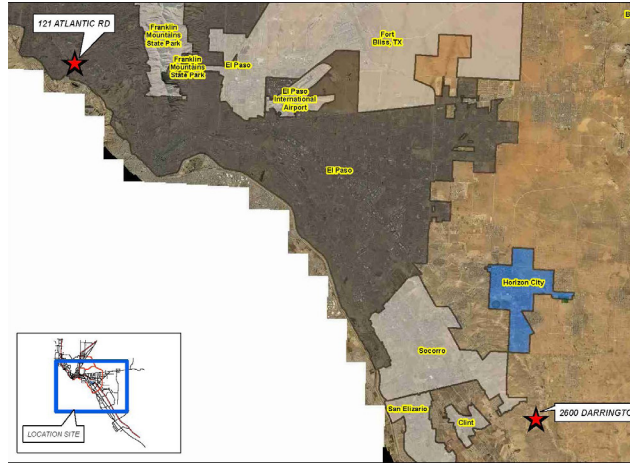 121 ATLANTIC RD
Franklin
Mountains
State Park
Franklin
Mountains
State Park
El Paso
Fort
Bliss, TX
El Paso
International
Airport
El Paso
Horizon City
Socorro
San Elizario
Clint
2600 DARRINGTO
LOCATION SITE